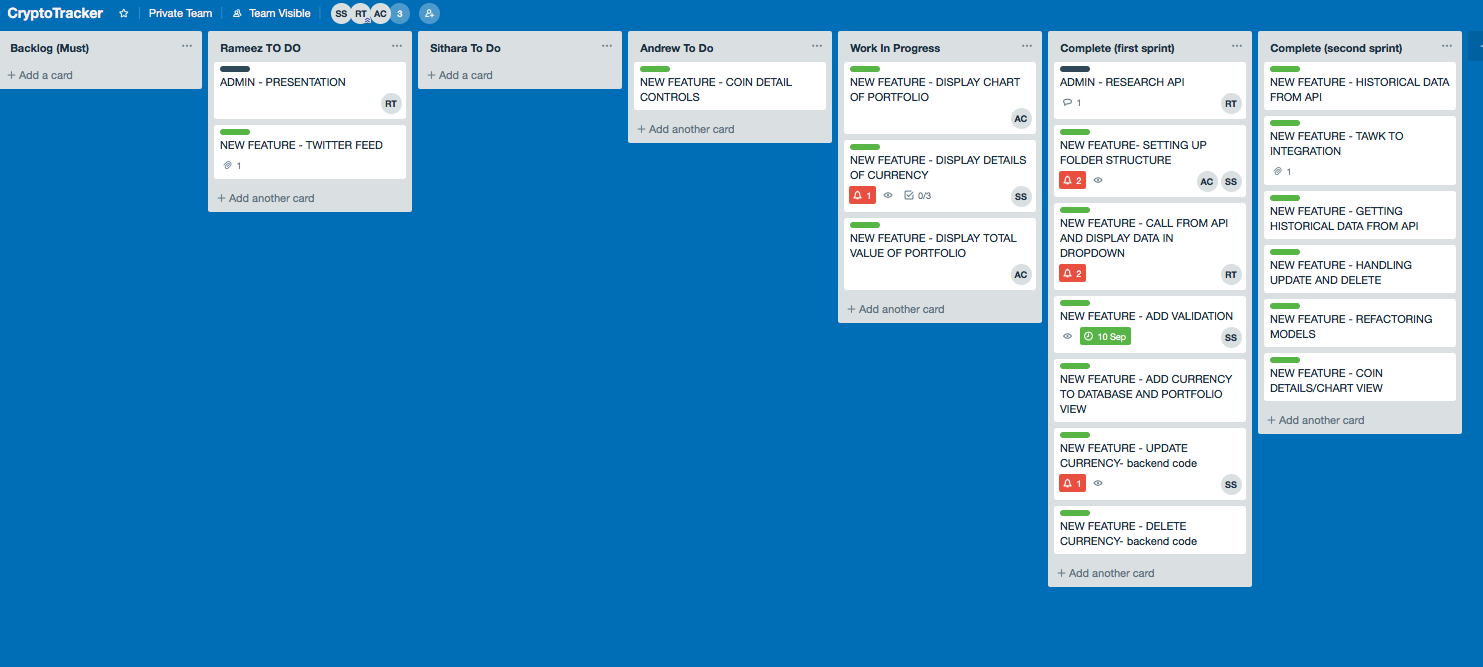 CryptoTracker
Private Team
Team Visible
SS RT AC 3
Backlog (Must)
+ Add a card
Rameez TO DO
ADMIN - PRESENTATION
RT
NEW FEATURE - TWITTER FEED
1
+ Add another card
Sithara To Do
+ Add a card
Andrew To Do
NEW FEATURE - COIN DETAIL
CONTROLS
+ Add another card
Work In Progress
NEW FEATURE - DISPLAY CHART
OF PORTFOLIO
AC
NEW FEATURE - DISPLAY DETAILS
OF CURRENCY
1 0/3
SS
NEW FEATURE - DISPLAY TOTAL
VALUE OF PORTFOLIO
AC
+ Add another card
Complete (first sprint)
ADMIN - RESEARCH API
1
RT
NEW FEATURE- SETTING UP
FOLDER STRUCTURE
2
AC SS
NEW FEATURE - CALL FROM API
AND DISPLAY DATA IN
DROPDOWN
2
RT
NEW FEATURE - ADD VALIDATION
10 Sep
SS
NEW FEATURE - ADD CURRENCY
TO DATABASE AND PORTFOLIO
VIEW
NEW FEATURE - UPDATE
CURRENCY- backend code
1
SS
NEW FEATURE - DELETE
CURRENCY- backend code
+ Add another card
Complete (second sprint)
NEW FEATURE - HISTORICAL DATA
FROM API
NEW FEATURE - TAWK TO
INTEGRATION
1
NEW FEATURE - GETTING
HISTORICAL DATA FROM API
NEW FEATURE - HANDLING
UPDATE AND DELETE
NEW FEATURE - REFACTORING
MODELS
NEW FEATURE - COIN
DETAILS/CHART VIEW
+ Add another card